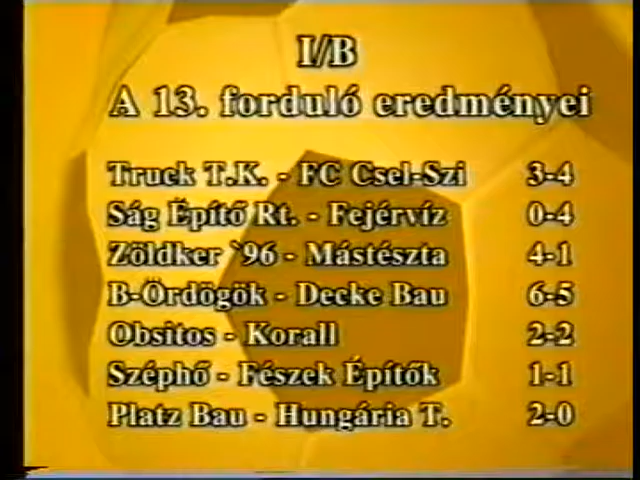 I/B
A 13. forduló eredményei
Truck T.K. - FC Csel-Szi 3-4
Ság Építő Rt. - Fejérvíz 0-4
Zöldker `96 - Mástészta 4-1
B-Ördögök - Decke Bau 6-5
Obsitos - Korall 2-2
Széphő - Fészek Építők 1-1
Platz Bau - Hungária T. 2-0